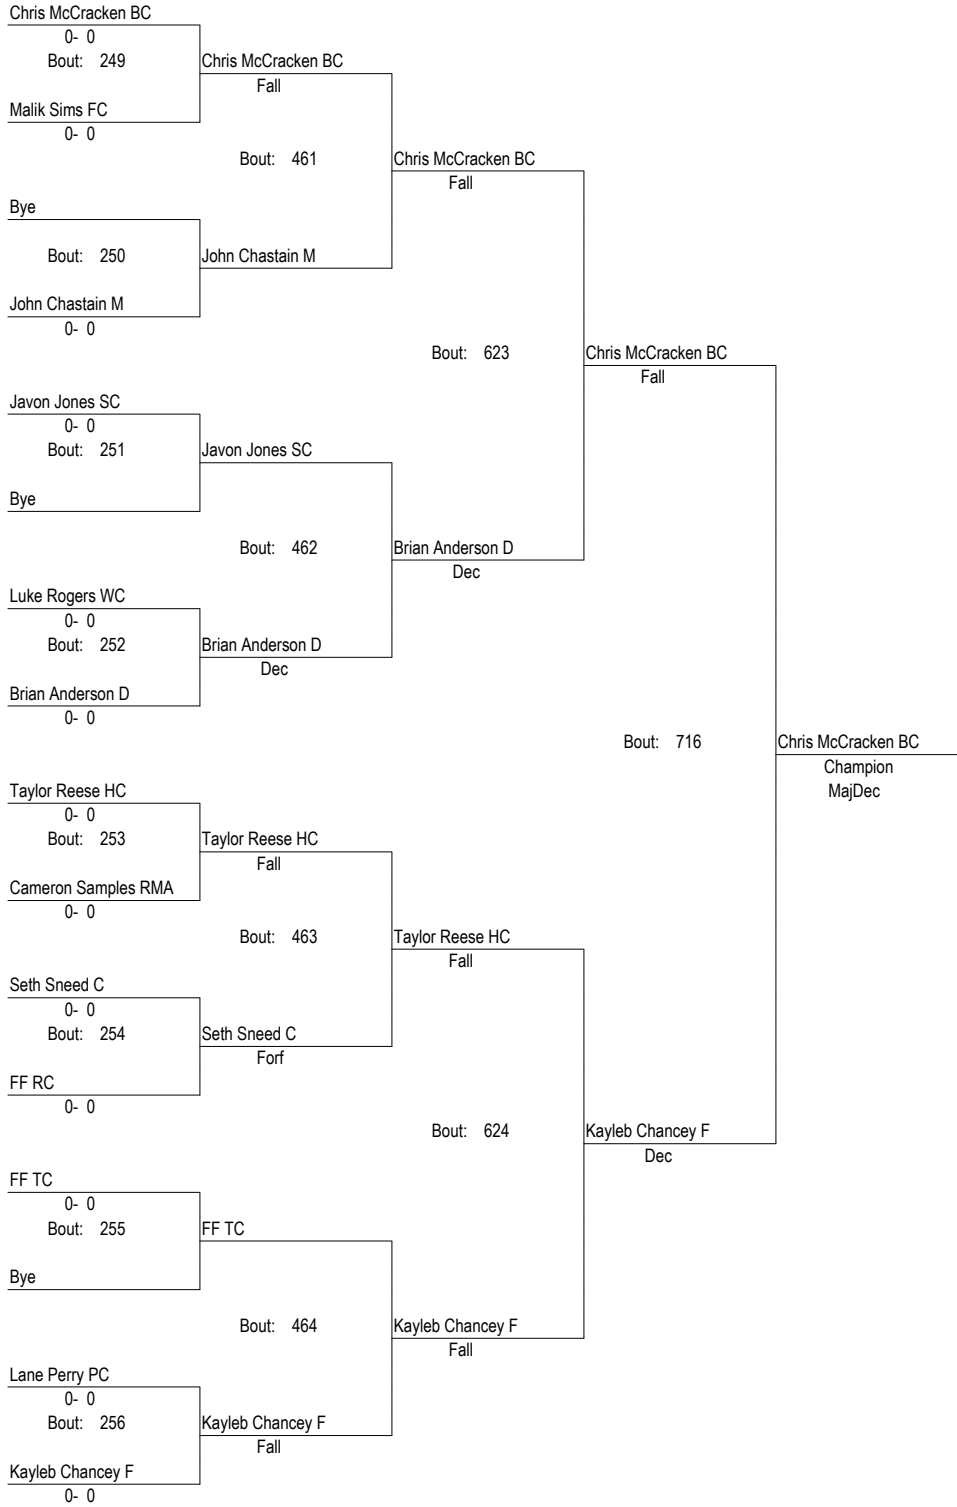 Chris McCracken BC
0- 0
Bout: 249
Chris McCracken BC
Fall
Malik Sims FC
0- 0
Bout: 461
Chris McCracken BC
Fall
Bye
Bout: 250
John Chastain M
John Chastain M
0- 0
Bout: 623
Chris McCracken BC
Fall
Javon Jones SC
0- 0
Bout: 251
Javon Jones SC
Bye
Bout: 462
Brian Anderson D
Dec
Luke Rogers WC
0- 0
Bout: 252
Brian Anderson D
Dec
Brian Anderson D
0- 0
Bout: 716
Chris McCracken BC
Champion
MajDec
Taylor Reese HC
0- 0
Bout: 253
Taylor Reese HC
Fall
Cameron Samples RMA
0- 0
Bout: 463
Taylor Reese HC
Fall
Seth Sneed C
0- 0
Bout: 254
Seth Sneed C
Forf
FF RC
0- 0
Bout: 624
Kayleb Chancey F
Dec
FF TC
0- 0
Bout: 255
FF TC
Bye
Bout: 464
Kayleb Chancey F
Fall
Lane Perry PC
0- 0
Bout: 256
Kayleb Chancey F
Fall
Kayleb Chancey F
0- 0